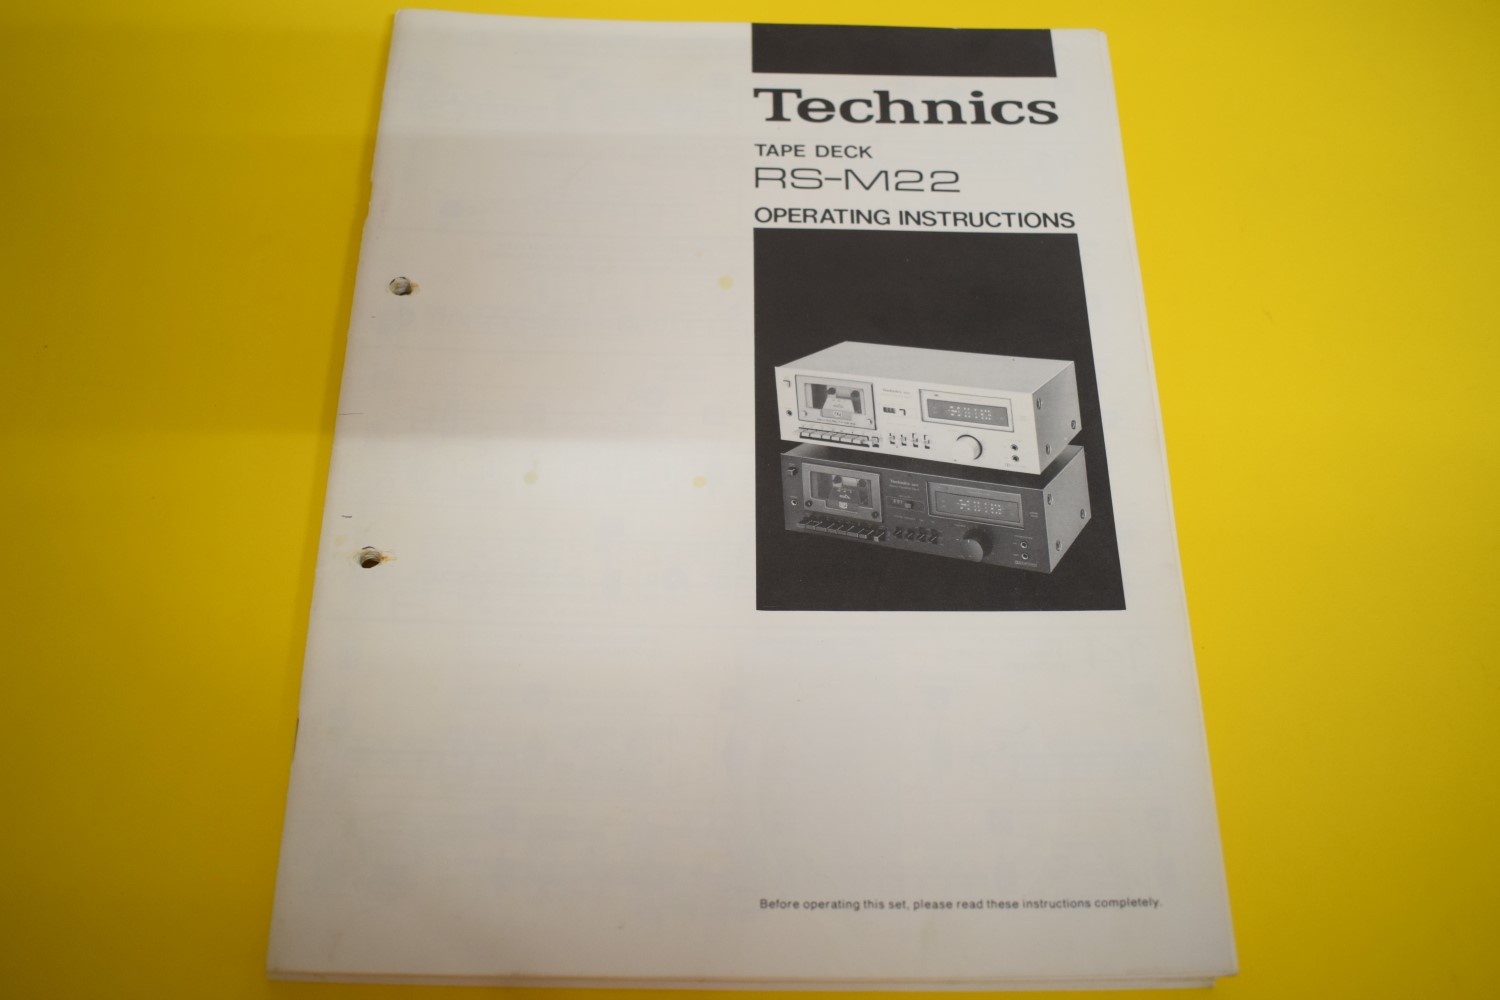 Technics
TAPE DECK
RS-M22
OPERATING INSTRUCTIONS
Before operating this set, please read these instructions completely.